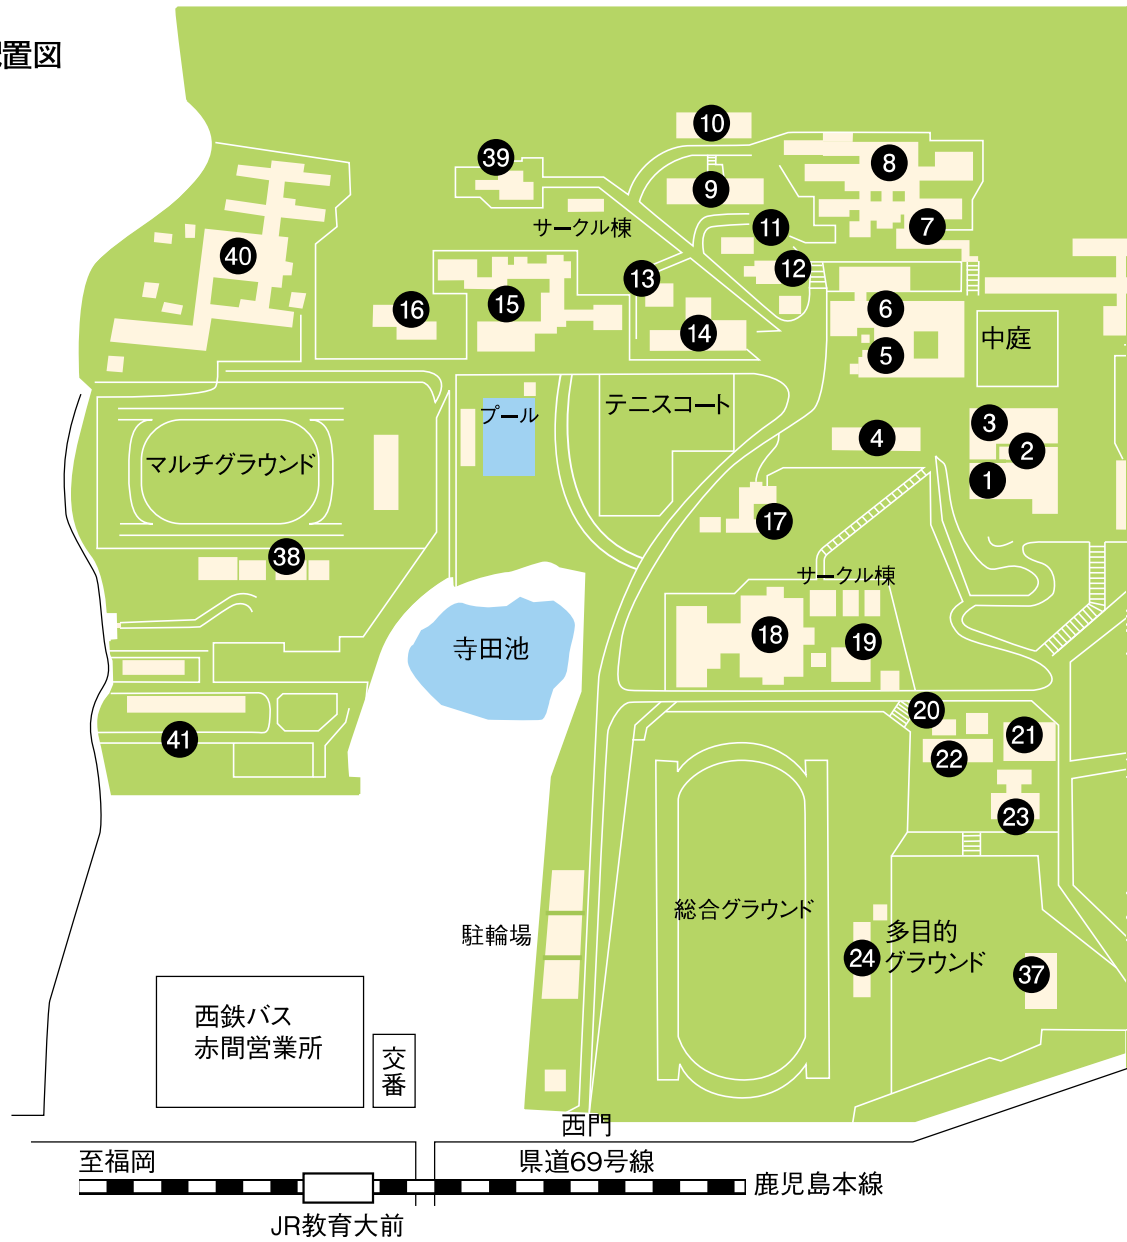 置図
10
39
8
9
サークル棟
11
7
40
12
13
15
16
6
14
中庭
5
テニスコート
プール
3
4
2
マルチグラウンド
1
17
38
サークル棟
18
19
寺田池
20
41
21
22
23
総合グラウンド
駐輪場
多目的
グラウンド
24
37
西鉄バス
赤間営業所
交番
西門
至福岡
県道69号線
鹿児島本線
JR教育大前